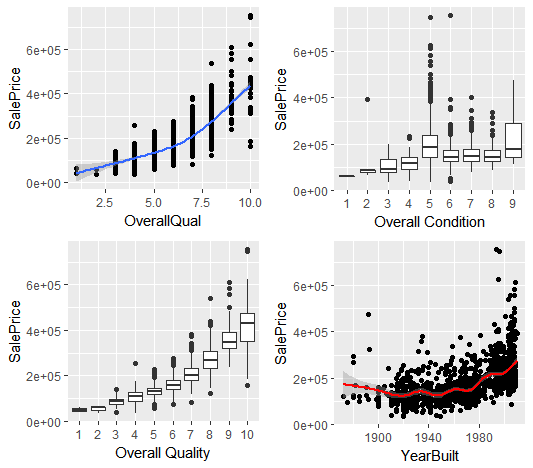 SalePrice
6e+05
4e+05
2e+05
0e+00
2.5 5.0 7.5 10.0
OverallQual
SalePrice
6e+05
4e+05
2e+05
0e+00
1 2 3 4 5 6 7 8 9
Overall Condition
SalePrice
6e+05
4e+05
2e+05
0e+00
1 2 3 4 5 6 7 8 9 10
Overall Quality
SalePrice
6e+05
4e+05
2e+05
0e+00
1900 1940 1980
YearBuilt